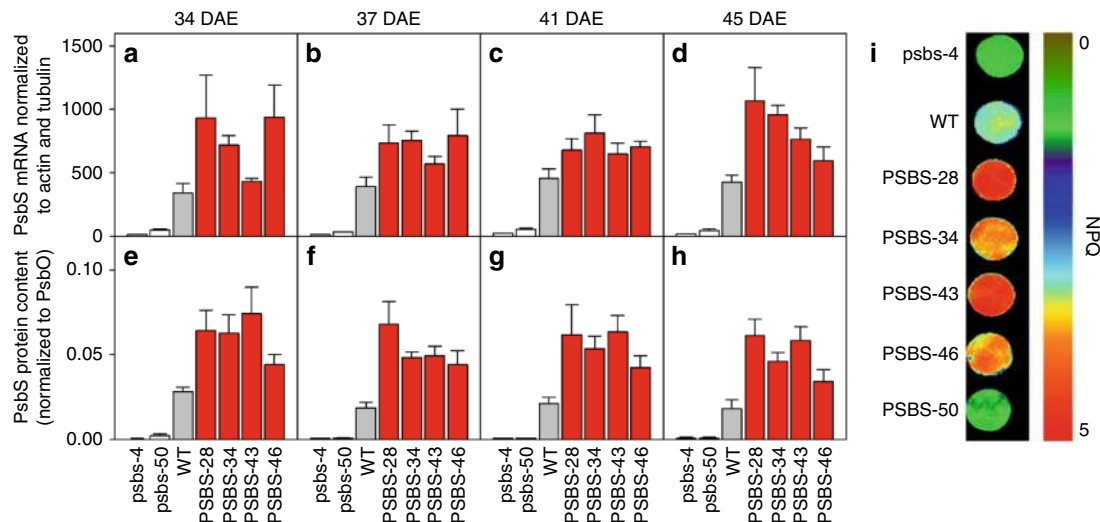 34 DAE
37 DAE
41 DAE
45 DAE
PsbS mRNA normalized
to actin and tubulin
1500
1000
500
0
a
b
c
d
PsbS protein content
(normalized to PsbO)
0.10
0.05
0.00
e
f
g
h
psbs-4
psbs-50
WT
PSBS-28
PSBS-34
PSBS-43
PSBS-46
psbs-4
psbs-50
WT
PSBS-28
PSBS-34
PSBS-43
PSBS-46
psbs-4
psbs-50
WT
PSBS-28
PSBS-34
PSBS-43
PSBS-46
psbs-4
psbs-50
WT
PSBS-28
PSBS-34
PSBS-43
PSBS-46
i
psbs-4
WT
PSBS-28
PSBS-34
PSBS-43
PSBS-46
PSBS-50
0
NPQ
5